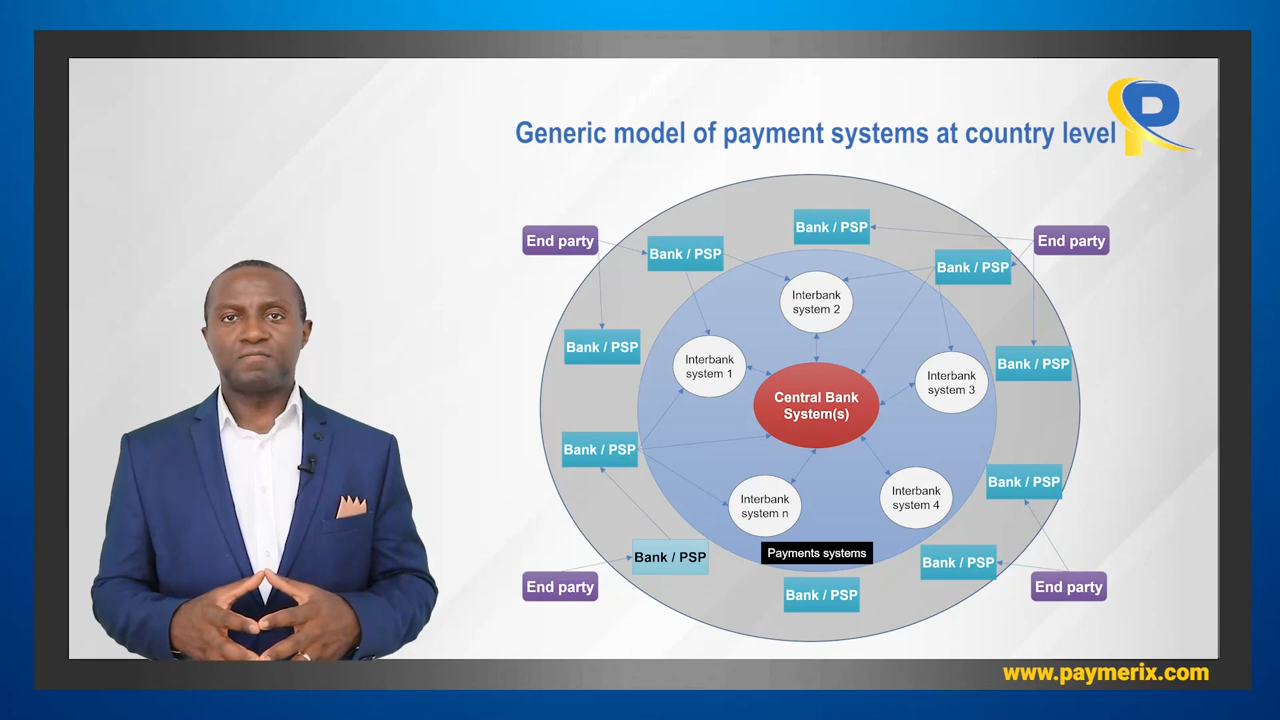 Generic model of payment systems at country level
P
End party
Bank / PSP
Bank / PSP
End party
Bank / PSP
Interbank
system 2
Bank / PSP
Interbank
system 1
Interbank
system 3
Bank / PSP
Central Bank
System(s)
Bank / PSP
Interbank
system n
Interbank
system 4
Bank / PSP
Bank / PSP
Payments systems
Bank / PSP
End party
Bank / PSP
End party
www.paymerix.com